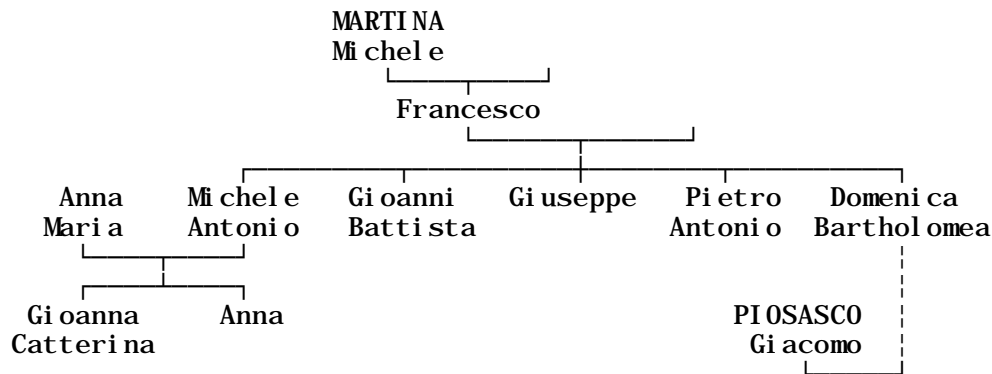 MARTINA
Michele
Francesco
Anna Michele Gioanni Giuseppe Pietro Domenica
Maria Antonio Battista Antonio Bartholomea
Gioanna Anna PIOSASCO
Catterina Giacomo